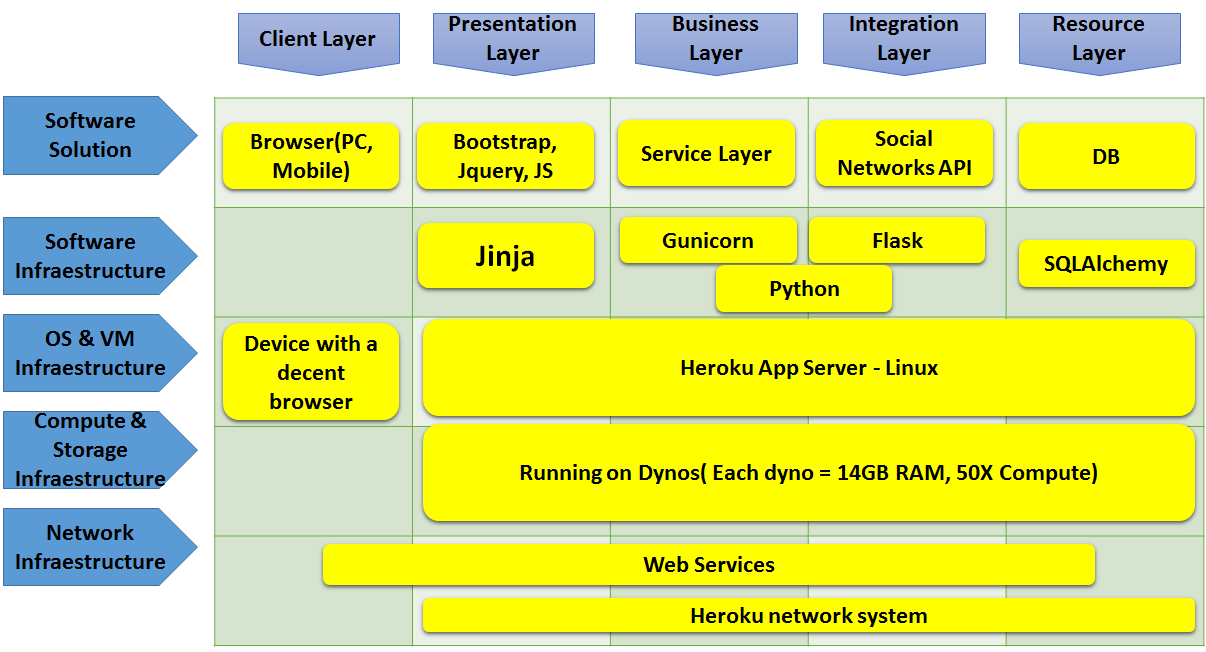 Client Layer
Presentation
Layer
Business
Layer
Integration
Layer
Resource
Layer
Software
Solution
Browser(PC,
Mobile)
Bootstrap,
Jquery, JS
Service Layer
Social
Networks API
DB
Software
Infraestructure
Jinja
Gunicorn
Flask
Python
SQLAlchemy
OS & VM
Infraestructure
Device with a
decent
browser
Heroku App Server - Linux
Compute &
Storage
Infraestructure
Running on Dynos( Each dyno = 14GB RAM, 50X Compute)
Network
Infraestructure
Web Services
Heroku network system